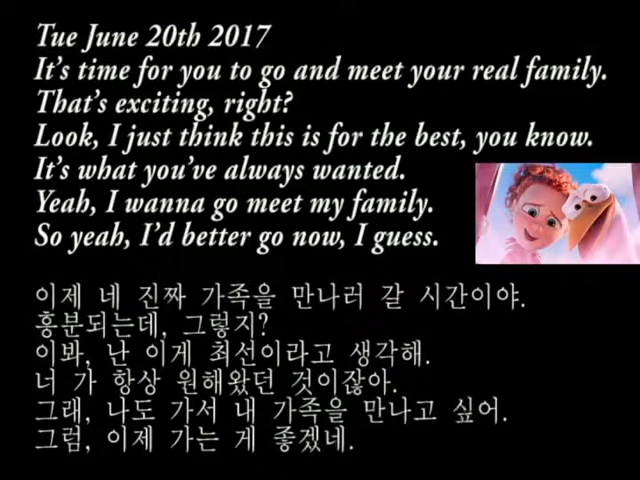 Tue June 20th 2017
It's time for you to go and meet your real family.
That's exciting, right?
Look, I just think this is for the best, you know.
It's what you've always wanted.
Yeah, I wanna go meet my family.
So yeah, I'd better go now, I guess.
이제 네 진짜 가족을 만나러 갈 시간이야.
흥분되는데, 그렇지?
이봐, 난 이게 최선이라고 생각해.
너 가 항상 원해왔던 것이잖아.
그래, 나도 가서 내 가족을 만나고 싶어.
그럼, 이제 가는 게 좋겠네.